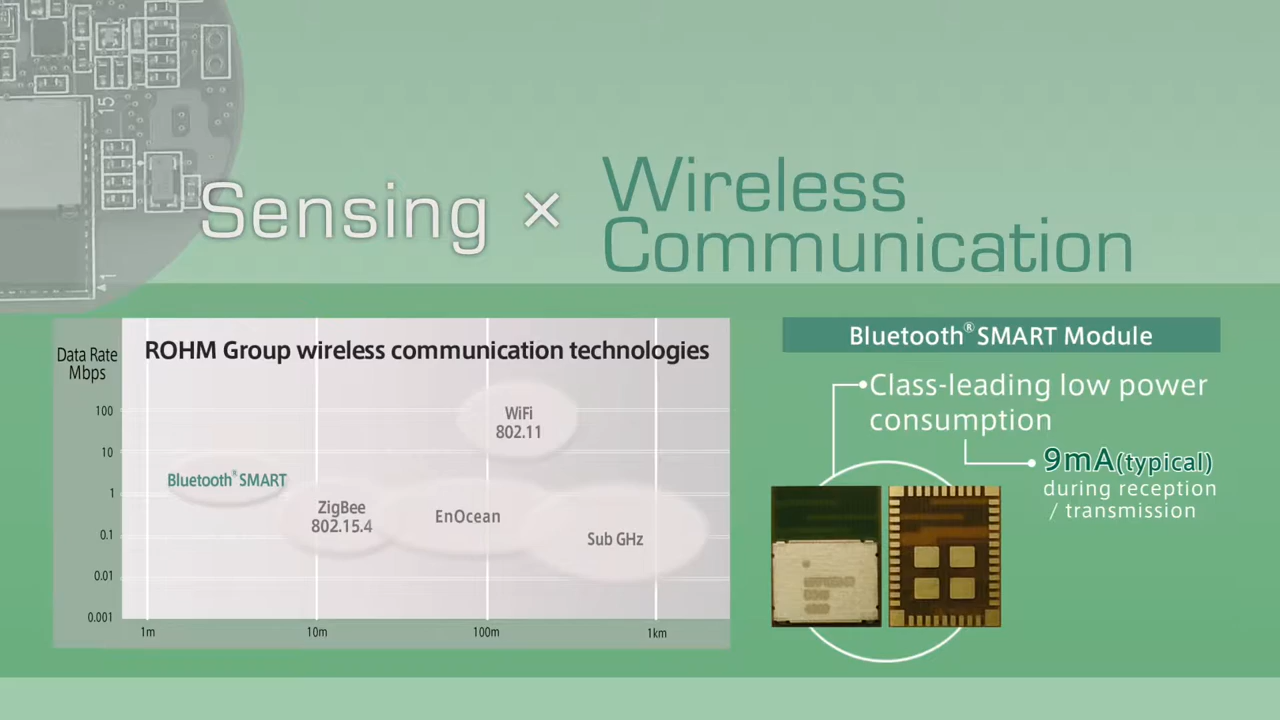 15
1
Sensing ×
Wireless
Communication
ROHM Group wireless communication technologies
Data Rate
Mbps
100
10
1
0.1
0.01
0.001
WiFi
802.11
Bluetooth® SMART
ZigBee
802.15.4
EnOcean
Sub GHz
1m
10m
100m
1km
Bluetooth® SMART Module
Class-leading low power
consumption
9mA(typical)
during reception
/ transmission